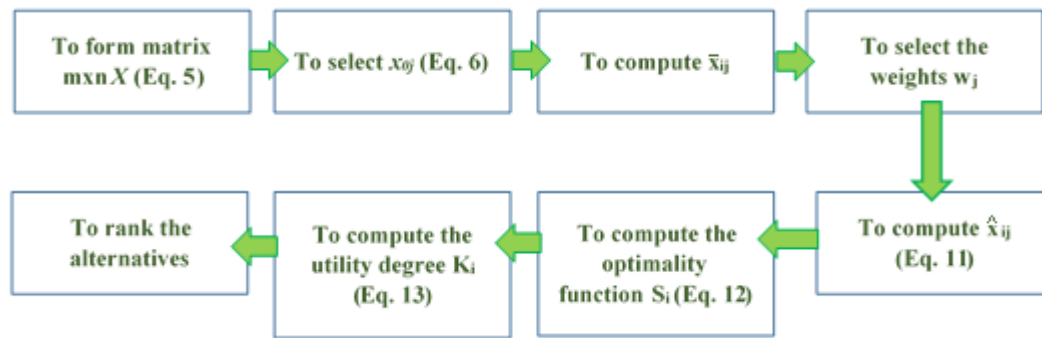 To form matrix
mxn X (Eq. 5)
To select x₀ⱼ (Eq. 6)
To compute x̄ᵢⱼ
To select the
weights wⱼ
To rank the
alternatives
To compute the
utility degree Kᵢ
(Eq. 13)
To compute the
optimality
function Sᵢ (Eq. 12)
To compute x̂ᵢⱼ
(Eq. 11)